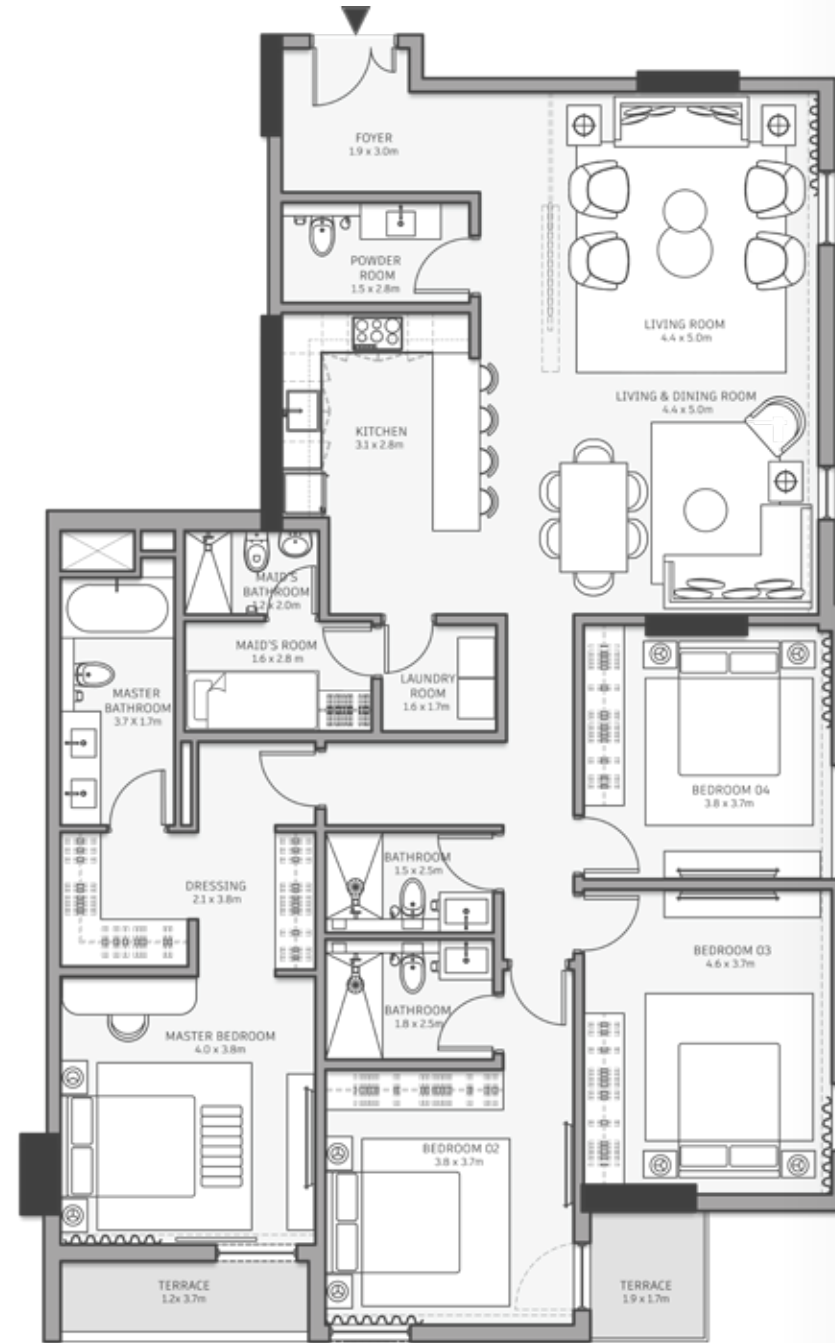 FOYER
1.9 x 3.0m
POWDER
ROOM
1.5 x 2.8m
LIVING ROOM
4.4 x 5.0m
LIVING & DINING ROOM
4.4 x 5.0m
KITCHEN
3.1 x 2.8m
MAID'S
BATHROOM
1.2 x 2.0m
MAID'S ROOM
1.6 x 2.8 m
LAUNDRY
ROOM
1.6 x 1.7m
MASTER
BATHROOM
3.7 X 1.7m
BEDROOM 04
3.8 x 3.7m
BATHROOM
1.5 x 2.5m
DRESSING
2.1 x 3.8m
BEDROOM 03
4.6 x 3.7m
BATHROOM
1.8 x 2.5m
MASTER BEDROOM
4.0 x 3.8m
BEDROOM 02
3.8 x 3.7m
TERRACE
1.2x 3.7m
TERRACE
1.9 x 1.7m